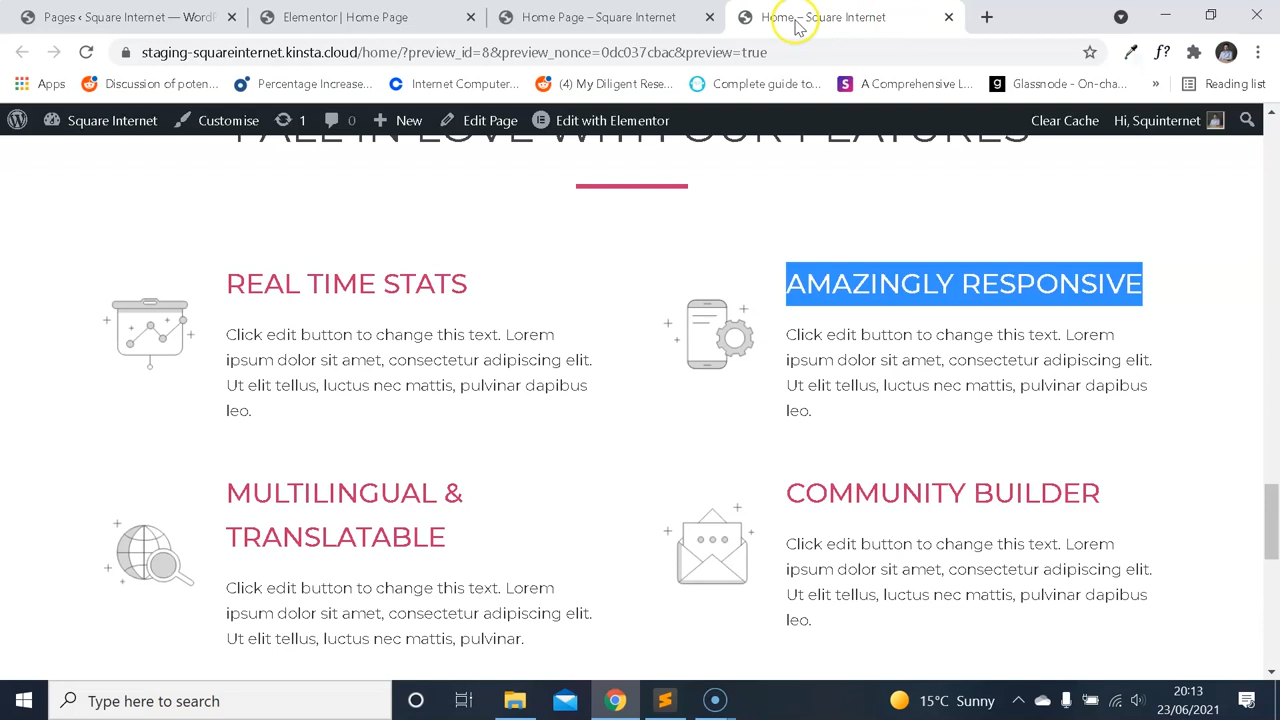 Pages ‹ Square Internet — WordP
Elementor | Home Page
Home Page – Square Internet
Home – Square Internet
staging-squareinternet.kinsta.cloud/home/?preview_id=8&preview_nonce=0dc037cbac&preview=true
f?
Apps
Discussion of poten...
Percentage Increase...
Internet Computer...
(4) My Diligent Rese...
Complete guide to...
A Comprehensive L...
Glassnode - On-cha...
»
Reading list
Square Internet
Customise
1
0
New
Edit Page
Edit with Elementor
Clear Cache
Hi, Squinternet
FALL IN LOVE WITH OUR FEATURES
REAL TIME STATS
Click edit button to change this text. Lorem
ipsum dolor sit amet, consectetur adipiscing elit.
Ut elit tellus, luctus nec mattis, pulvinar dapibus
leo.
AMAZINGLY RESPONSIVE
Click edit button to change this text. Lorem
ipsum dolor sit amet, consectetur adipiscing elit.
Ut elit tellus, luctus nec mattis, pulvinar dapibus
leo.
MULTILINGUAL &
TRANSLATABLE
Click edit button to change this text. Lorem
ipsum dolor sit amet, consectetur adipiscing elit.
Ut elit tellus, luctus nec mattis, pulvinar.
COMMUNITY BUILDER
Click edit button to change this text. Lorem
ipsum dolor sit amet, consectetur adipiscing elit.
Ut elit tellus, luctus nec mattis, pulvinar dapibus
leo.
Type here to search
15°C Sunny
20:13
23/06/2021